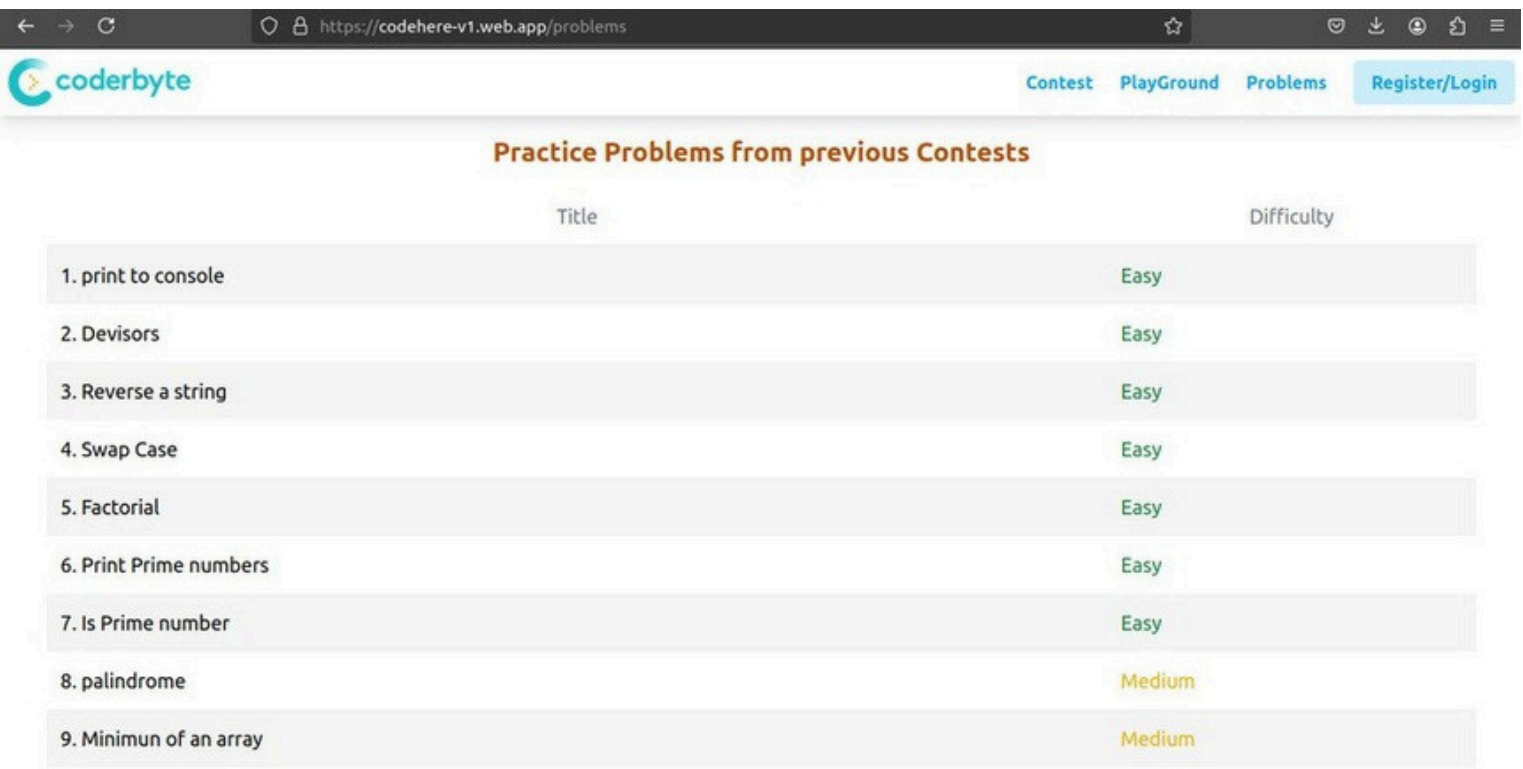 https://codehere-v1.web.app/problems
coderbyte Contest PlayGround Problems Register/Login
Practice Problems from previous Contests
Title Difficulty
1. print to console Easy
2. Devisors Easy
3. Reverse a string Easy
4. Swap Case Easy
5. Factorial Easy
6. Print Prime numbers Easy
7. Is Prime number Easy
8. palindrome Medium
9. Minimun of an array Medium